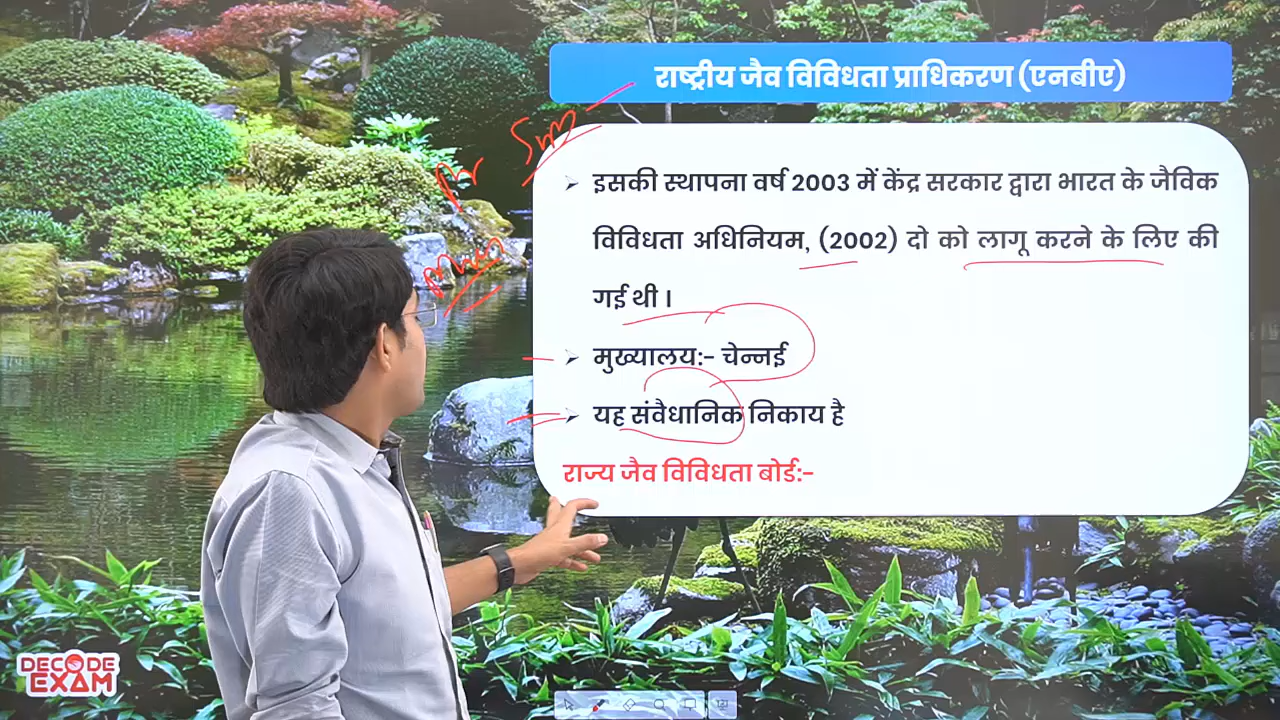 राष्ट्रीय जैव विविधता प्राधिकरण (एनबीए)
इसकी स्थापना वर्ष 2003 में केंद्र सरकार द्वारा भारत के जैविक
विविधता अधिनियम, (2002) दो को लागू करने के लिए की
गई थी ।
मुख्यालय:- चेन्नई
यह संवैधानिक निकाय है
राज्य जैव विविधता बोर्ड:-
DECODE
EXAM